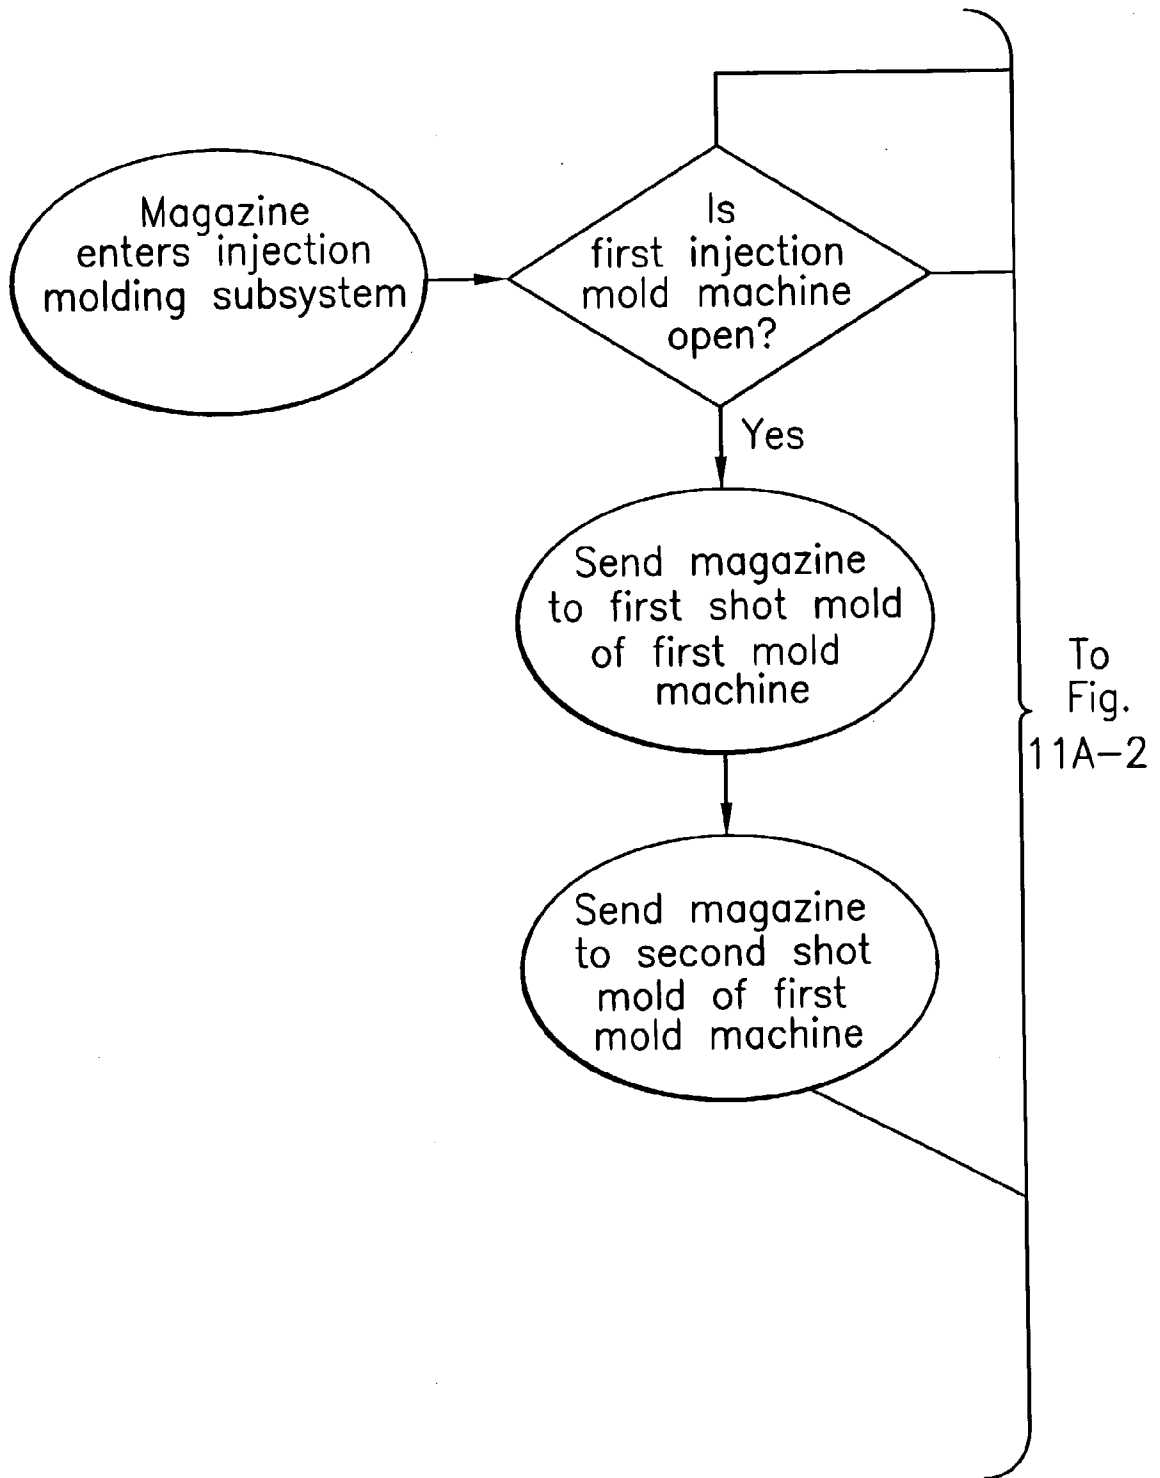 Magazine
enters injection
molding subsystem
Is
first injection
mold machine
open?
Yes
Send magazine
to first shot mold
of first mold
machine
Send magazine
to second shot
mold of first
mold machine
To
Fig.
11A-2